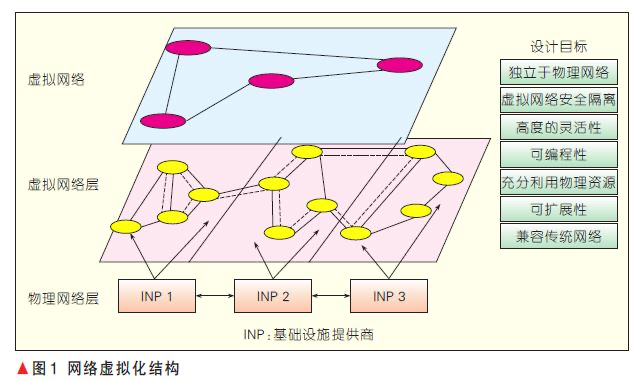 虚拟网络
虚拟网络层
物理网络层
INP 1
INP 2
INP 3
INP:基础设施提供商
设计目标
独立于物理网络
虚拟网络安全隔离
高度的灵活性
可编程性
充分利用物理资源
可扩展性
兼容传统网络
▲图1 网络虚拟化结构